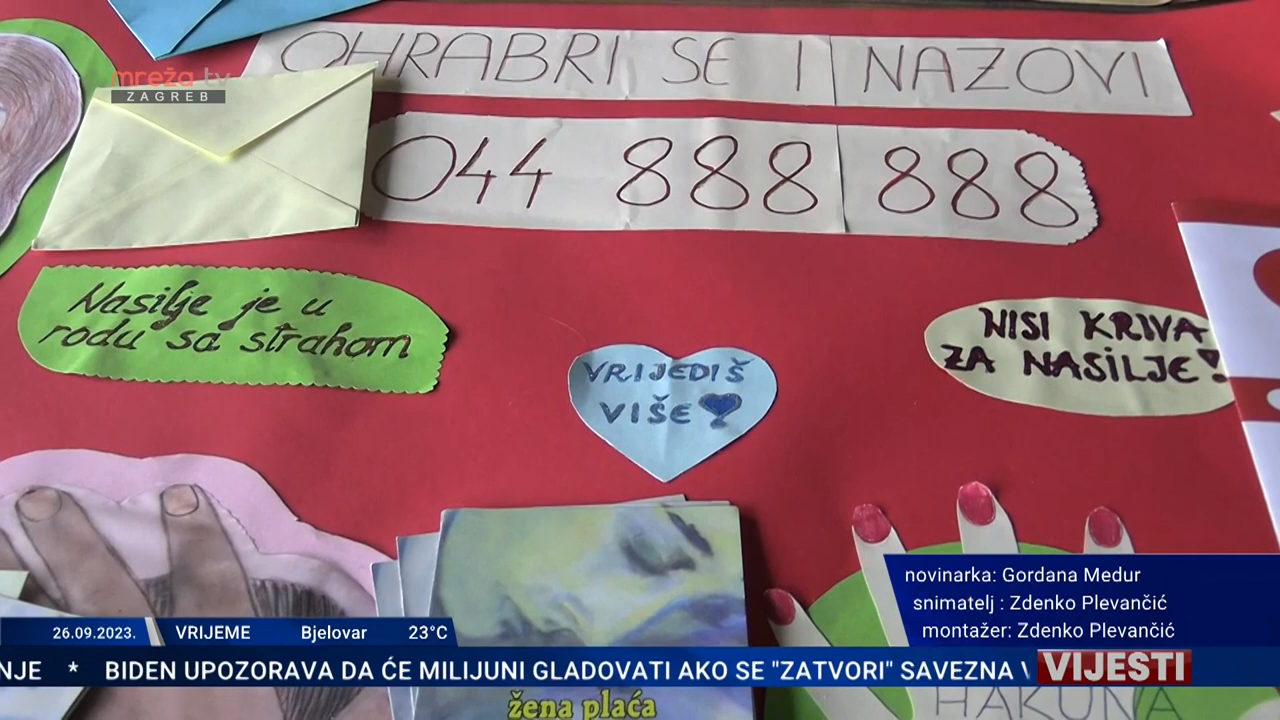 OHRABRI SE I NAZOVI
mreža tv
ZAGREB
044 888 888
Nasilje je u
rodu sa strahom
NISI KRIVA
ZA NASILJE!
VRIJEDIŠ
VIŠE
novinarka: Gordana Medur
snimatelj : Zdenko Plevančić
montažer: Zdenko Plevančić
26.09.2023. VRIJEME Bjelovar 23°C
NJE * BIDEN UPOZORAVA DA ĆE MILIJUNI GLADOVATI AKO SE "ZATVORI" SAVEZNA
VIJESTI
HAKUNA
žena plaća